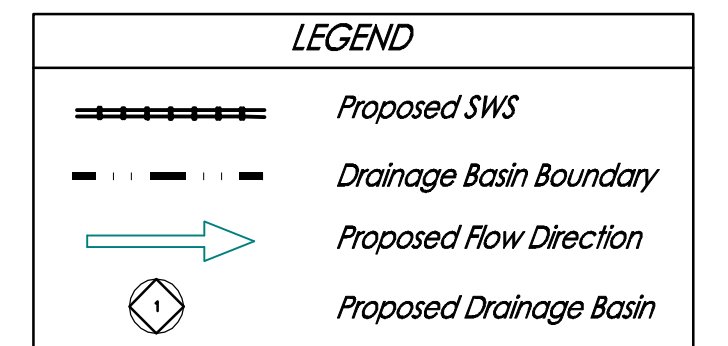 LEGEND
Proposed SWS
Drainage Basin Boundary
Proposed Flow Direction
1
Proposed Drainage Basin